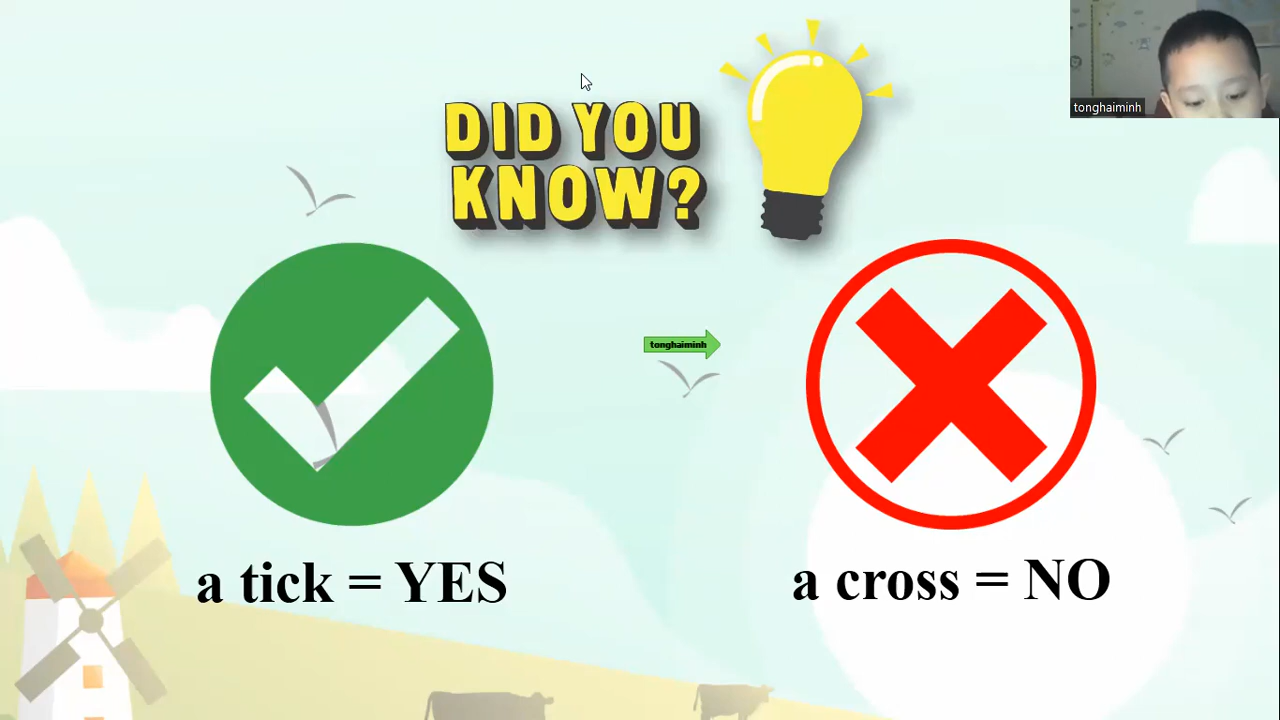 tonghaiminh
DID YOU
KNOW?
tonghaiminh
a tick = YES
a cross = NO